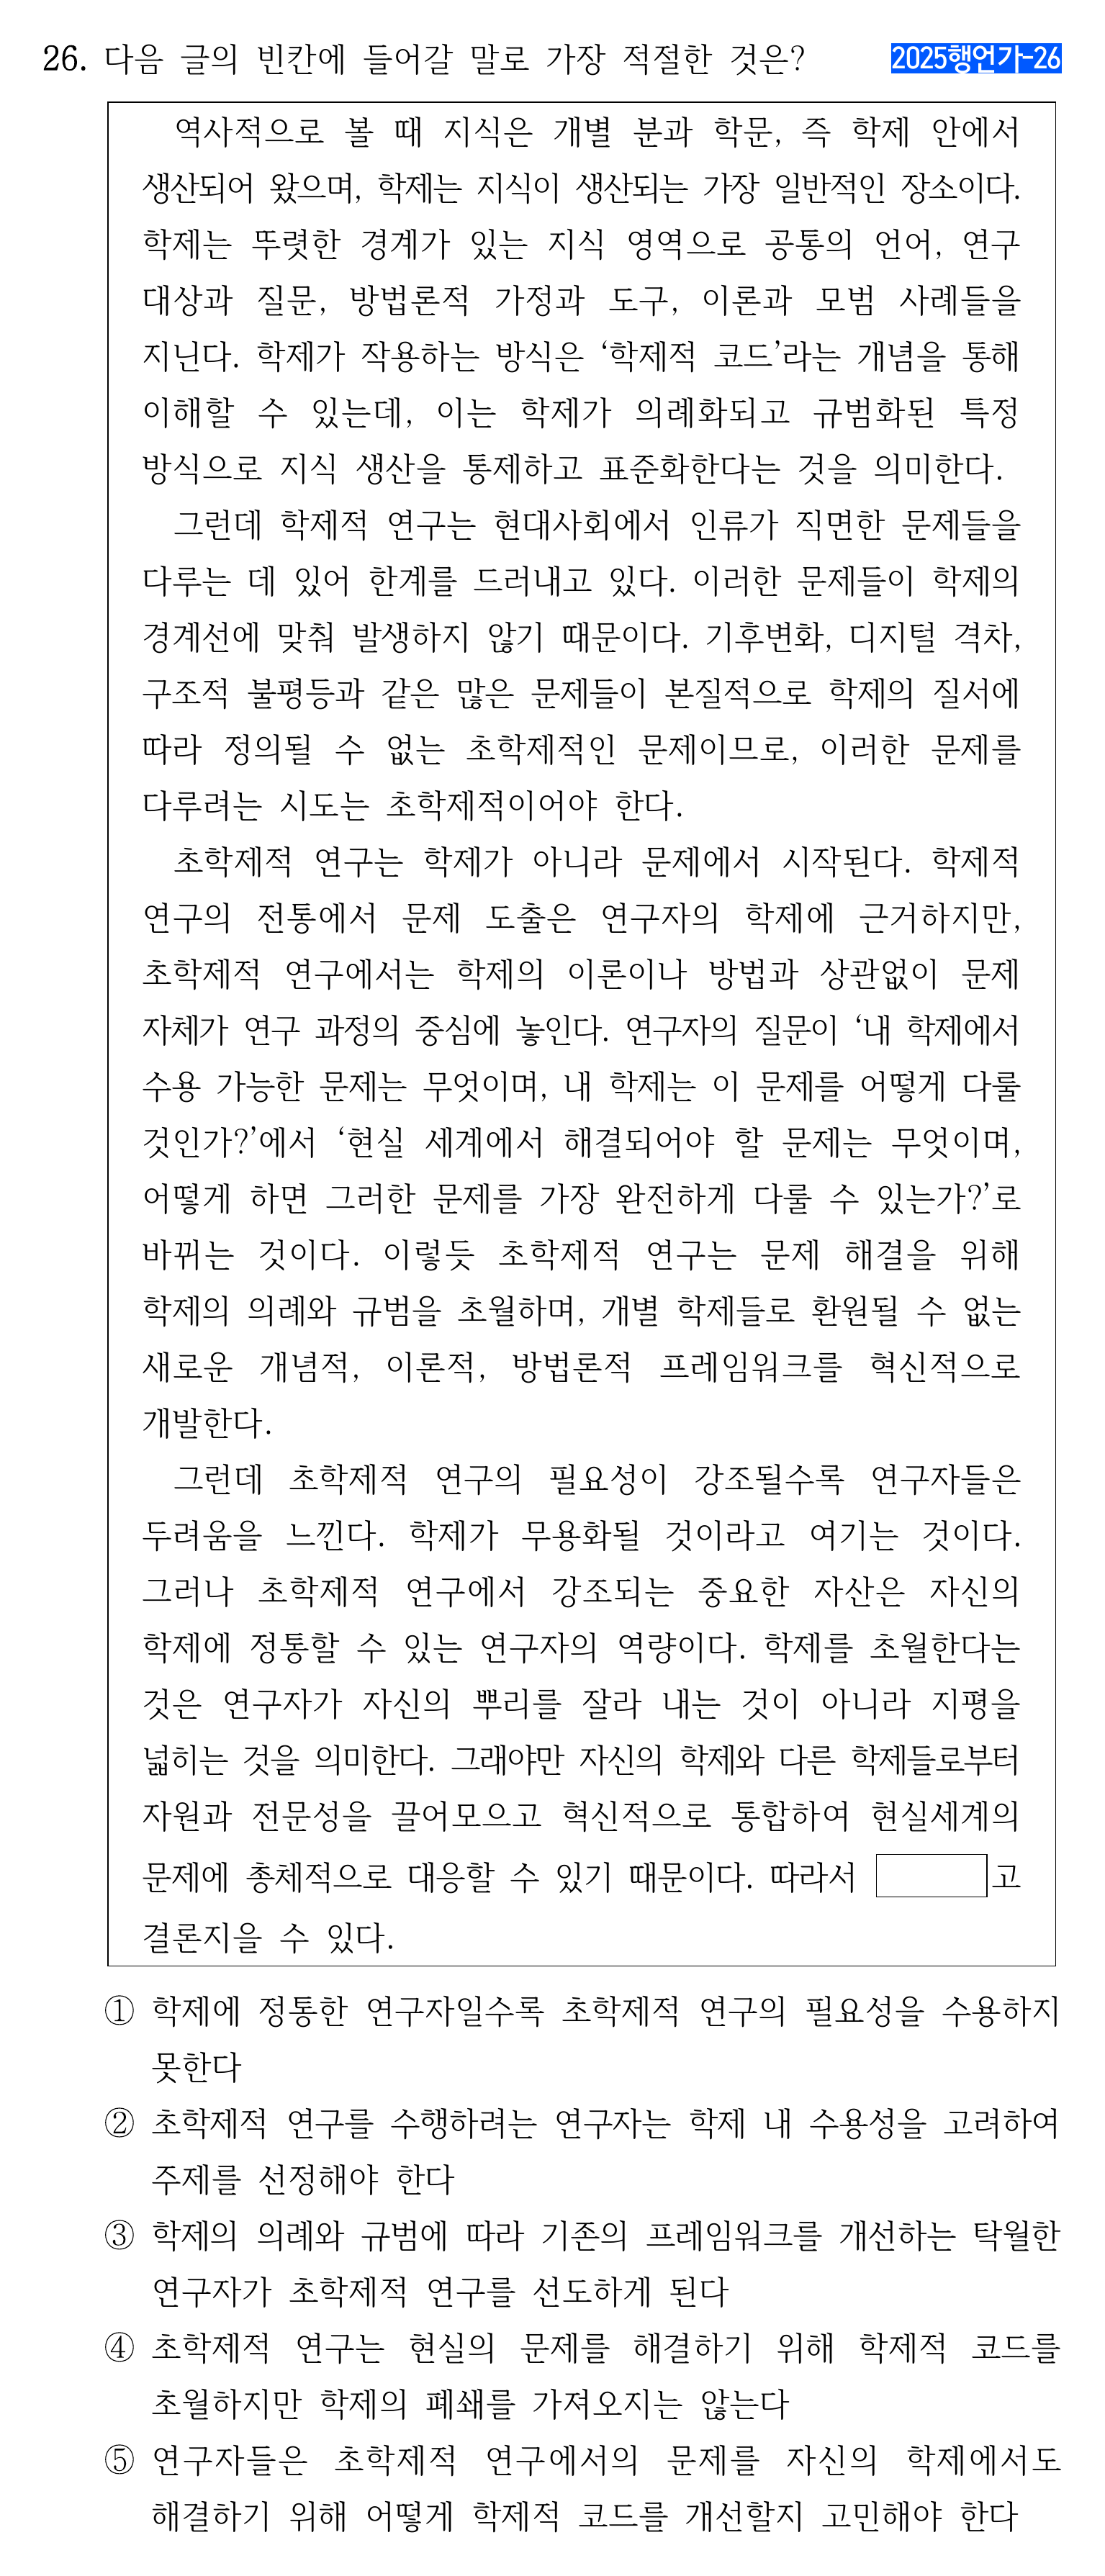 26. 다음 글의 빈칸에 들어갈 말로 가장 적절한 것은? 2025행언가-26
역사적으로 볼 때 지식은 개별 분과 학문, 즉 학제 안에서
생산되어 왔으며, 학제는 지식이 생산되는 가장 일반적인 장소이다.
학제는 뚜렷한 경계가 있는 지식 영역으로 공통의 언어, 연구
대상과 질문, 방법론적 가정과 도구, 이론과 모범 사례들을
지닌다. 학제가 작용하는 방식은 ‘학제적 코드’라는 개념을 통해
이해할 수 있는데, 이는 학제가 의례화되고 규범화된 특정
방식으로 지식 생산을 통제하고 표준화한다는 것을 의미한다.
그런데 학제적 연구는 현대사회에서 인류가 직면한 문제들을
다루는 데 있어 한계를 드러내고 있다. 이러한 문제들이 학제의
경계선에 맞춰 발생하지 않기 때문이다. 기후변화, 디지털 격차,
구조적 불평등과 같은 많은 문제들이 본질적으로 학제의 질서에
따라 정의될 수 없는 초학제적인 문제이므로, 이러한 문제를
다루려는 시도는 초학제적이어야 한다.
초학제적 연구는 학제가 아니라 문제에서 시작된다. 학제적
연구의 전통에서 문제 도출은 연구자의 학제에 근거하지만,
초학제적 연구에서는 학제의 이론이나 방법과 상관없이 문제
자체가 연구 과정의 중심에 놓인다. 연구자의 질문이 ‘내 학제에서
수용 가능한 문제는 무엇이며, 내 학제는 이 문제를 어떻게 다룰
것인가?’에서 ‘현실 세계에서 해결되어야 할 문제는 무엇이며,
어떻게 하면 그러한 문제를 가장 완전하게 다룰 수 있는가?’로
바뀌는 것이다. 이렇듯 초학제적 연구는 문제 해결을 위해
학제의 의례와 규범을 초월하며, 개별 학제들로 환원될 수 없는
새로운 개념적, 이론적, 방법론적 프레임워크를 혁신적으로
개발한다.
그런데 초학제적 연구의 필요성이 강조될수록 연구자들은
두려움을 느낀다. 학제가 무용화될 것이라고 여기는 것이다.
그러나 초학제적 연구에서 강조되는 중요한 자산은 자신의
학제에 정통할 수 있는 연구자의 역량이다. 학제를 초월한다는
것은 연구자가 자신의 뿌리를 잘라 내는 것이 아니라 지평을
넓히는 것을 의미한다. 그래야만 자신의 학제와 다른 학제들로부터
자원과 전문성을 끌어모으고 혁신적으로 통합하여 현실세계의
문제에 총체적으로 대응할 수 있기 때문이다. 따라서 고
결론지을 수 있다.
① 학제에 정통한 연구자일수록 초학제적 연구의 필요성을 수용하지
못한다
② 초학제적 연구를 수행하려는 연구자는 학제 내 수용성을 고려하여
주제를 선정해야 한다
③ 학제의 의례와 규범에 따라 기존의 프레임워크를 개선하는 탁월한
연구자가 초학제적 연구를 선도하게 된다
④ 초학제적 연구는 현실의 문제를 해결하기 위해 학제적 코드를
초월하지만 학제의 폐쇄를 가져오지는 않는다
⑤ 연구자들은 초학제적 연구에서의 문제를 자신의 학제에서도
해결하기 위해 어떻게 학제적 코드를 개선할지 고민해야 한다